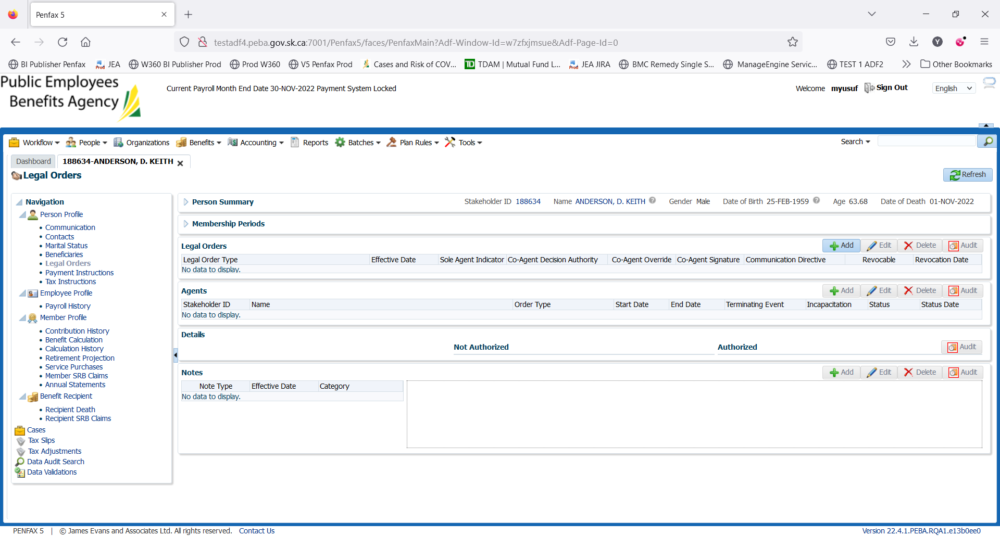 Penfax 5
testadf4.peba.gov.sk.ca:7001/Penfax5/faces/PenfaxMain?Adf-Window-Id=w7zfxjmsue&Adf-Page-Id=0
BI Publisher Penfax JEA W360 BI Publisher Prod Prod W360 V5 Penfax Prod Cases and Risk of COV... TDAM | Mutual Fund L... JEA JIRA BMC Remedy Single S... ManageEngine Servic... TEST 1 ADF2 Other Bookmarks
Public Employees
Benefits Agency
Current Payroll Month End Date 30-NOV-2022 Payment System Locked
Welcome myusuf Sign Out English
Workflow People Organizations Benefits Accounting Reports Batches Plan Rules Tools Search
Dashboard 188634-ANDERSON, D. KEITH
Legal Orders Refresh
Navigation
Person Profile
Communication
Contacts
Marital Status
Beneficiaries
Legal Orders
Payment Instructions
Tax Instructions
Employee Profile
Payroll History
Member Profile
Contribution History
Benefit Calculation
Calculation History
Retirement Projection
Service Purchases
Member SRB Claims
Annual Statements
Benefit Recipient
Recipient Death
Recipient SRB Claims
Cases
Tax Slips
Tax Adjustments
Data Audit Search
Data Validations
Person Summary Stakeholder ID 188634 Name ANDERSON, D. KEITH Gender Male Date of Birth 25-FEB-1959 Age 63.68 Date of Death 01-NOV-2022
Membership Periods
Legal Orders Add Edit Delete Audit
Legal Order Type Effective Date Sole Agent Indicator Co-Agent Decision Authority Co-Agent Override Co-Agent Signature Communication Directive Revocable Revocation Date
No data to display.
Agents Add Edit Delete Audit
Stakeholder ID Name Order Type Start Date End Date Terminating Event Incapacitation Status Status Date
No data to display.
Details
Not Authorized Authorized Audit
Notes Add Edit Delete Audit
Note Type Effective Date Category
No data to display.
PENFAX 5 | © James Evans and Associates Ltd. All rights reserved. Contact Us Version 22.4.1.PEBA.RQA1.e13b0ee0